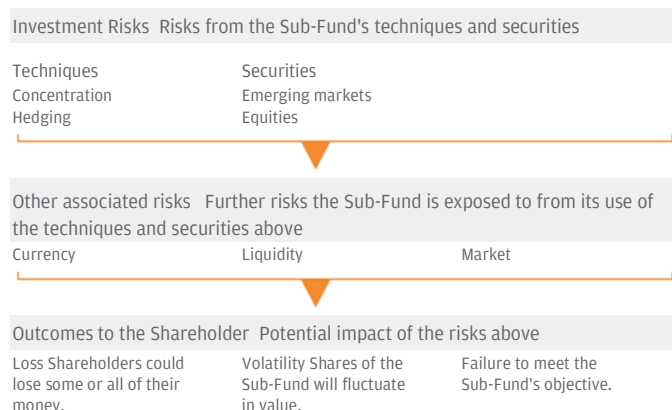 Investment Risks Risks from the Sub-Fund's techniques and securities
Techniques Securities
Concentration Emerging markets
Hedging Equities
Other associated risks Further risks the Sub-Fund is exposed to from its use of
the techniques and securities above
Currency Liquidity Market
Outcomes to the Shareholder Potential impact of the risks above
Loss Shareholders could Volatility Shares of the Failure to meet the
lose some or all of their Sub-Fund will fluctuate Sub-Fund's objective.
money. in value.